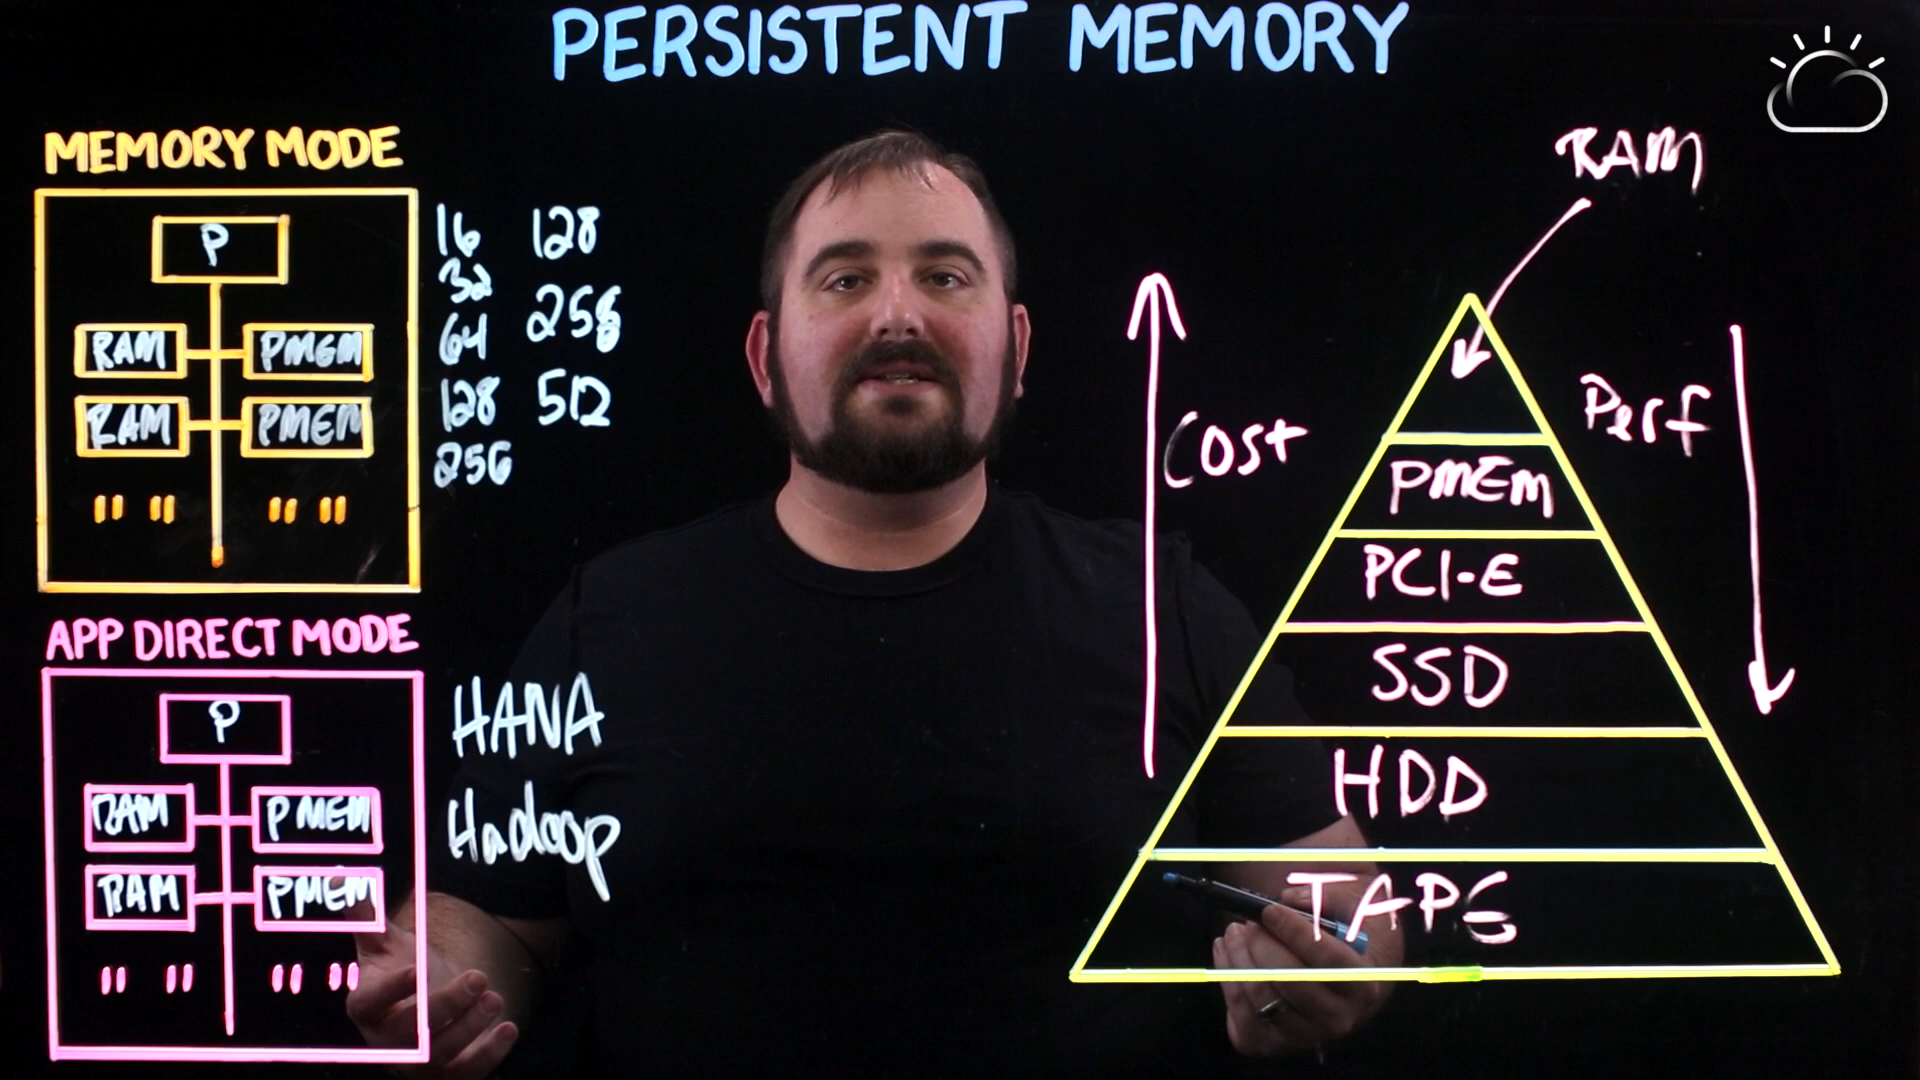 PERSISTENT MEMORY
MEMORY MODE
P
RAM PMEM
RAM PMEM
" " " "
16 128
32
64 256
128 512
256
APP DIRECT MODE
P
RAM PMEM
RAM PMEM
" " " "
HANA
Hadoop
RAM
Cost
Perf
PMEM
PCI-E
SSD
HDD
TAPE